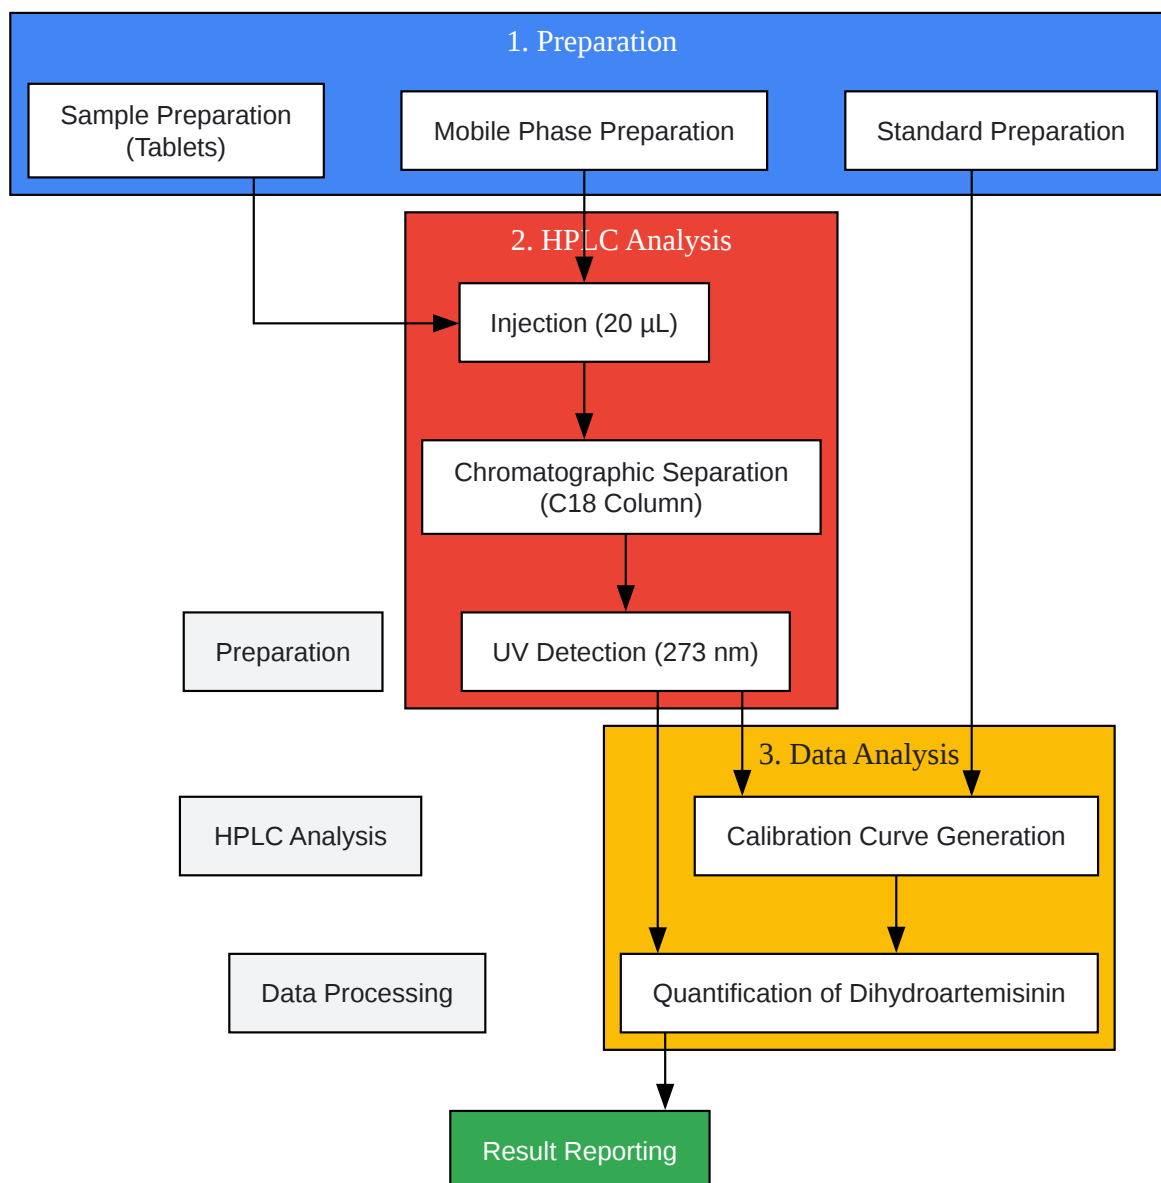 1. Preparation
Sample Preparation
(Tablets)
Mobile Phase Preparation
Standard Preparation
2. HPLC Analysis
Injection (20 µL)
Chromatographic Separation
(C18 Column)
Preparation
UV Detection (273 nm)
3. Data Analysis
HPLC Analysis
Calibration Curve Generation
Data Processing
Quantification of Dihydroartemisinin
Result Reporting